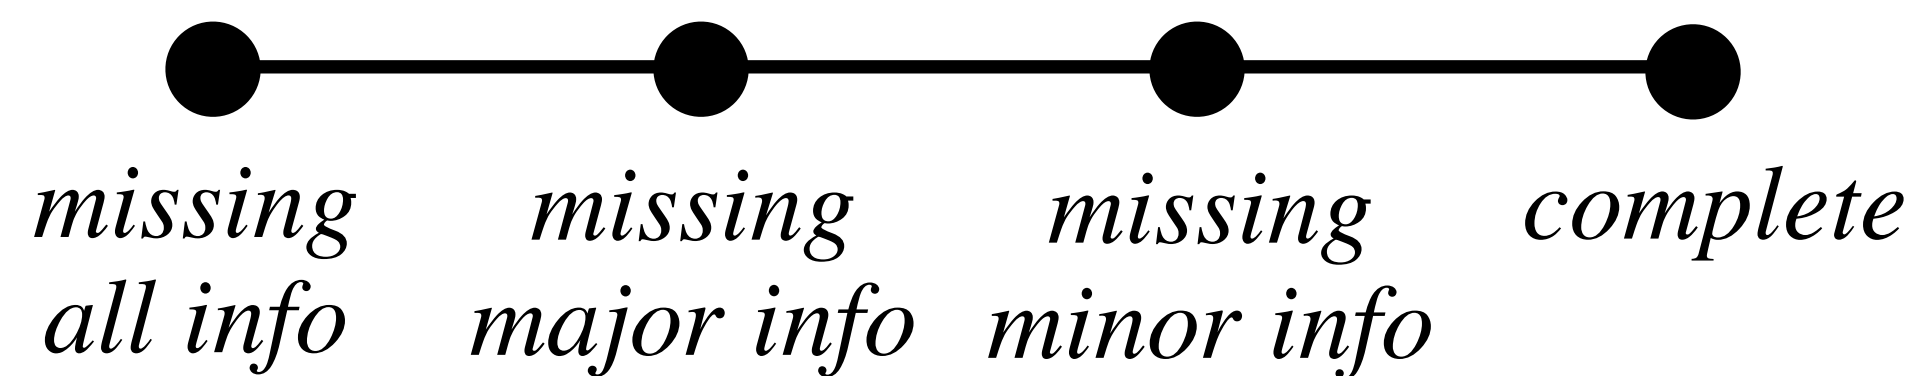 missing
all info
missing
major info
missing
minor info
complete